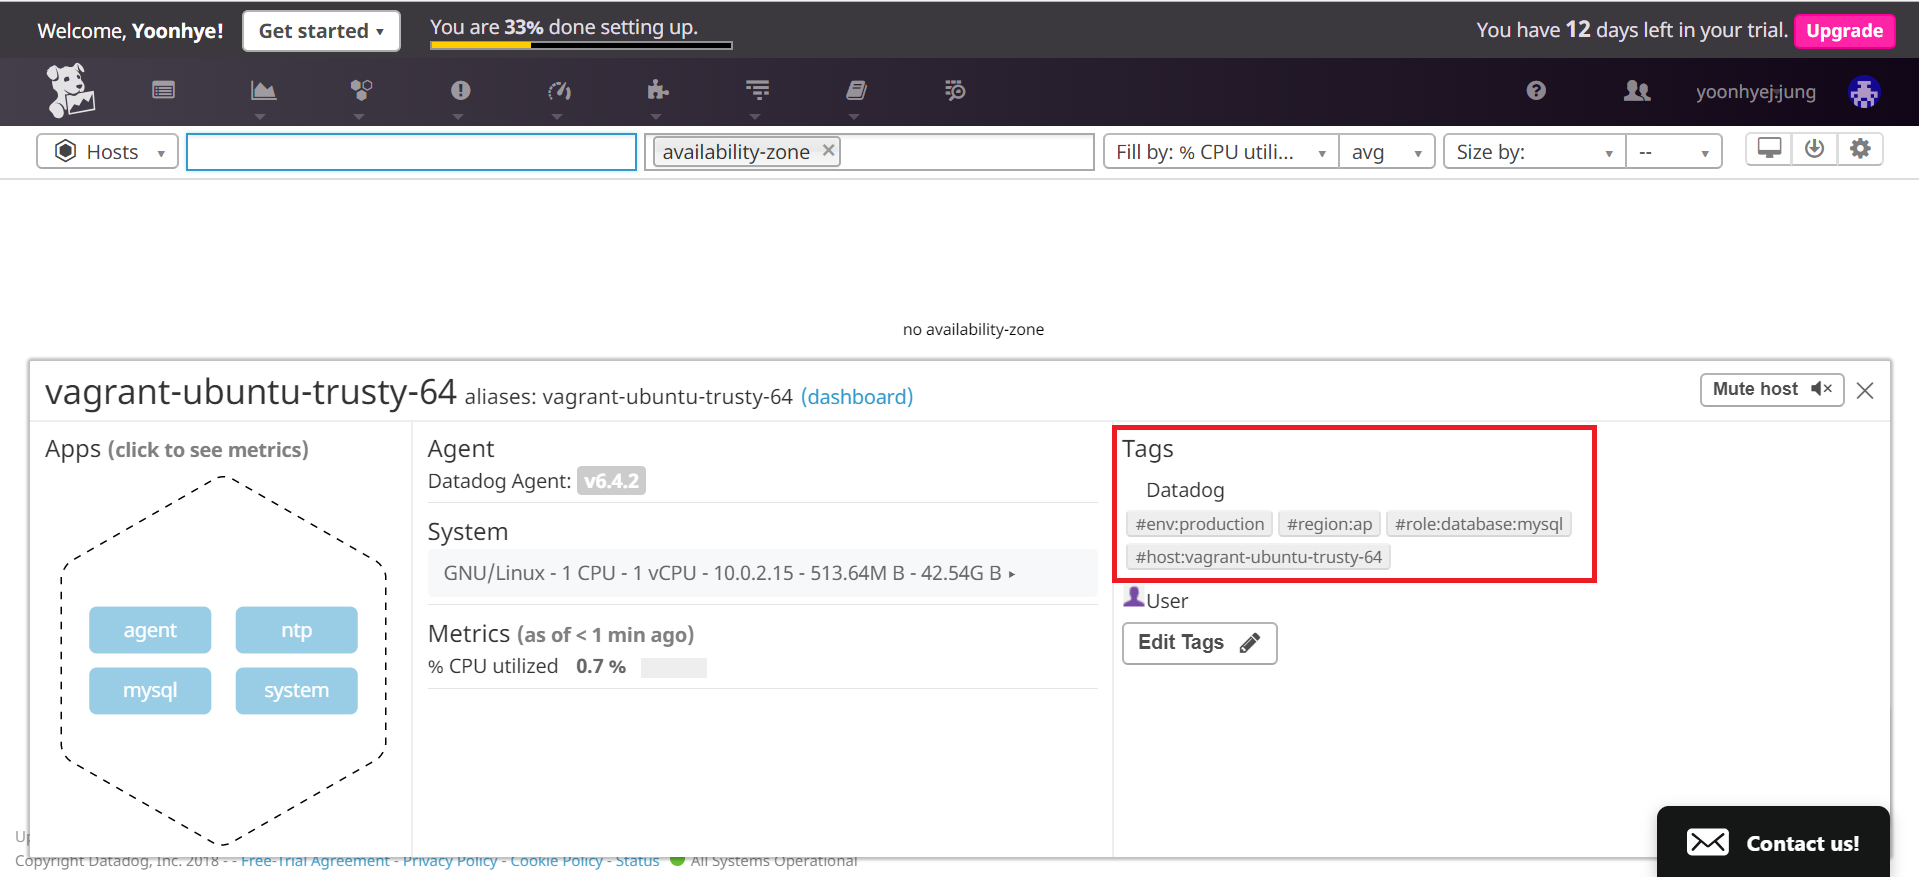 Welcome, Yoonhye!
Get started ▾
You are 33% done setting up.
You have 12 days left in your trial.
Upgrade
yoonhyej.jung
Hosts
availability-zone ×
Fill by: % CPU utili...
avg
Size by:
--
no availability-zone
vagrant-ubuntu-trusty-64 aliases: vagrant-ubuntu-trusty-64 (dashboard)
Mute host
Apps (click to see metrics)
agent
ntp
mysql
system
Agent
Datadog Agent: v6.4.2
System
GNU/Linux - 1 CPU - 1 vCPU - 10.0.2.15 - 513.64M B - 42.54G B ▸
Metrics (as of < 1 min ago)
% CPU utilized 0.7 %
Tags
Datadog
#env:production #region:ap #role:database:mysql
#host:vagrant-ubuntu-trusty-64
User
Edit Tags
Copyright Datadog, Inc. 2018 - - Free-Trial Agreement - Privacy Policy - Cookie Policy - Status All Systems Operational
Contact us!